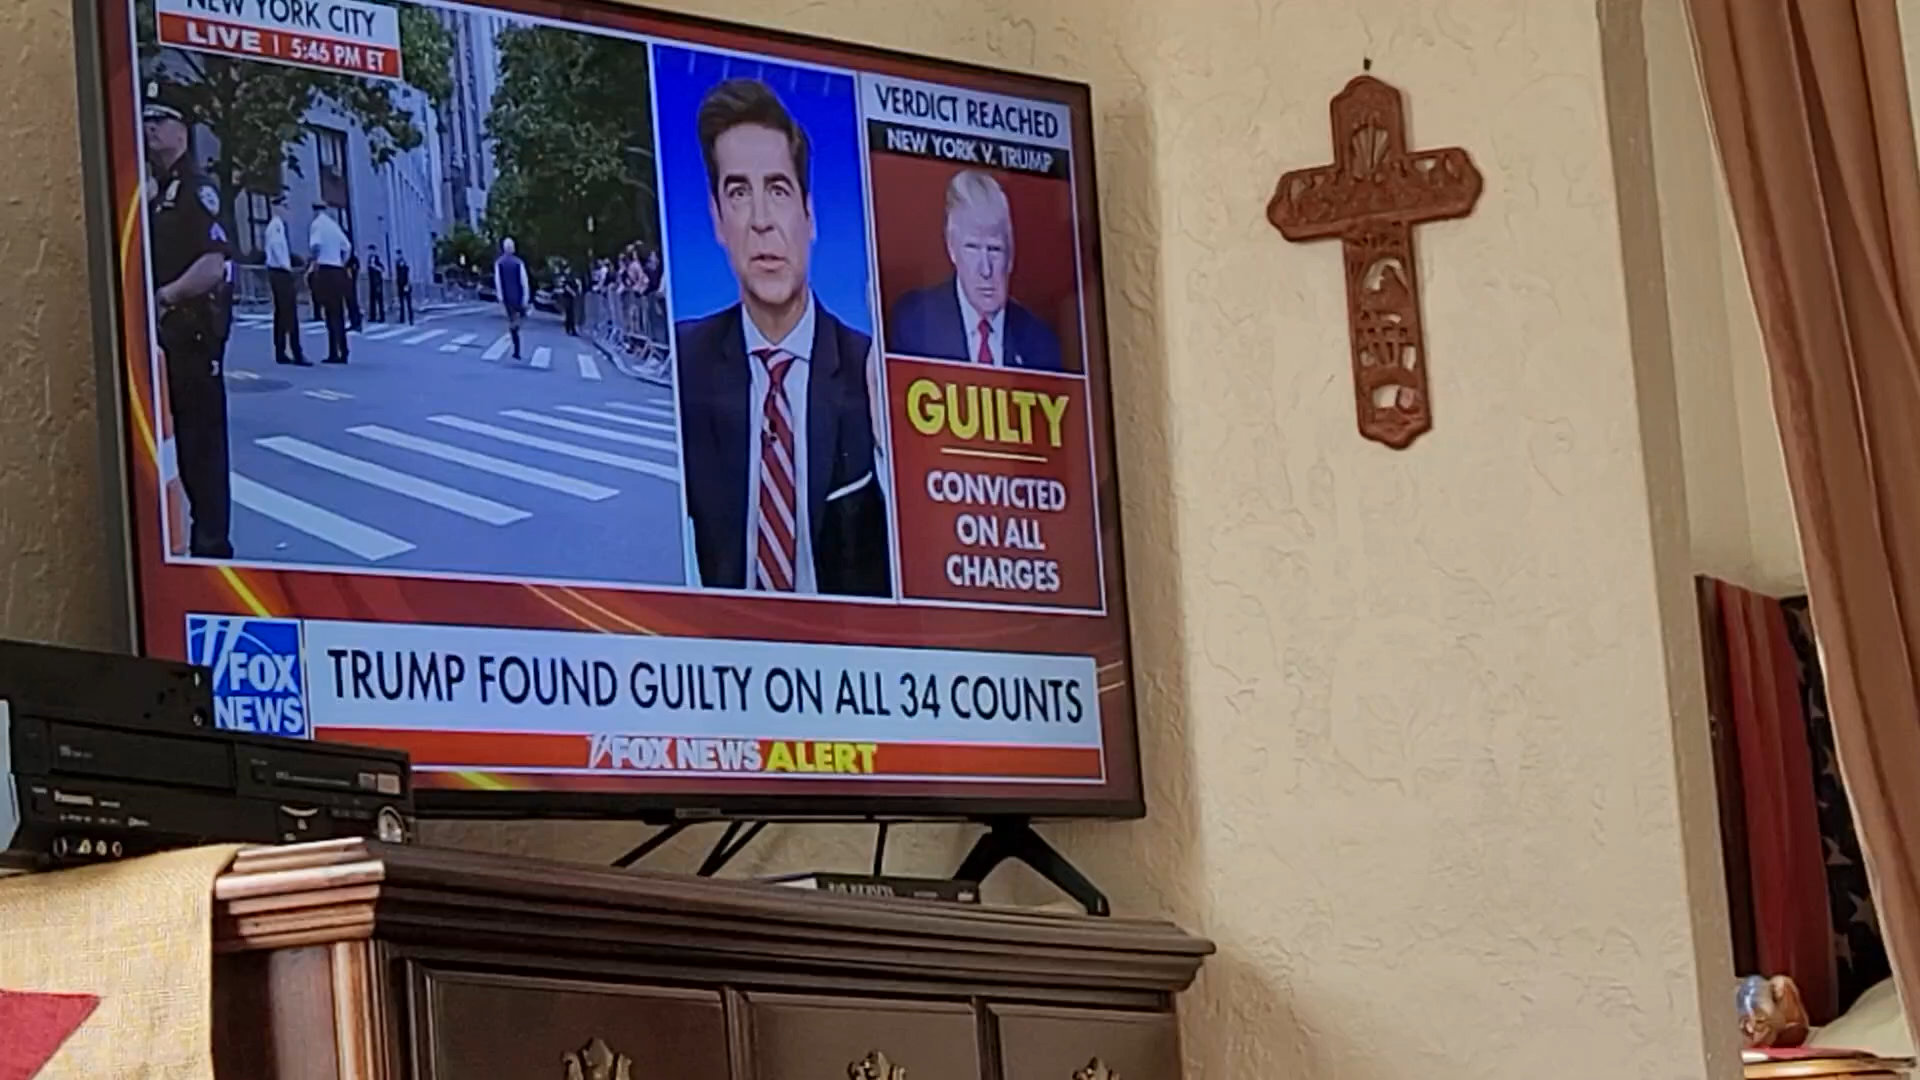 NEW YORK CITY
LIVE | 5:46 PM ET
VERDICT REACHED
NEW YORK V. TRUMP
GUILTY
CONVICTED
ON ALL
CHARGES
FOX
NEWS
TRUMP FOUND GUILTY ON ALL 34 COUNTS
FOX NEWS ALERT
Panasonic